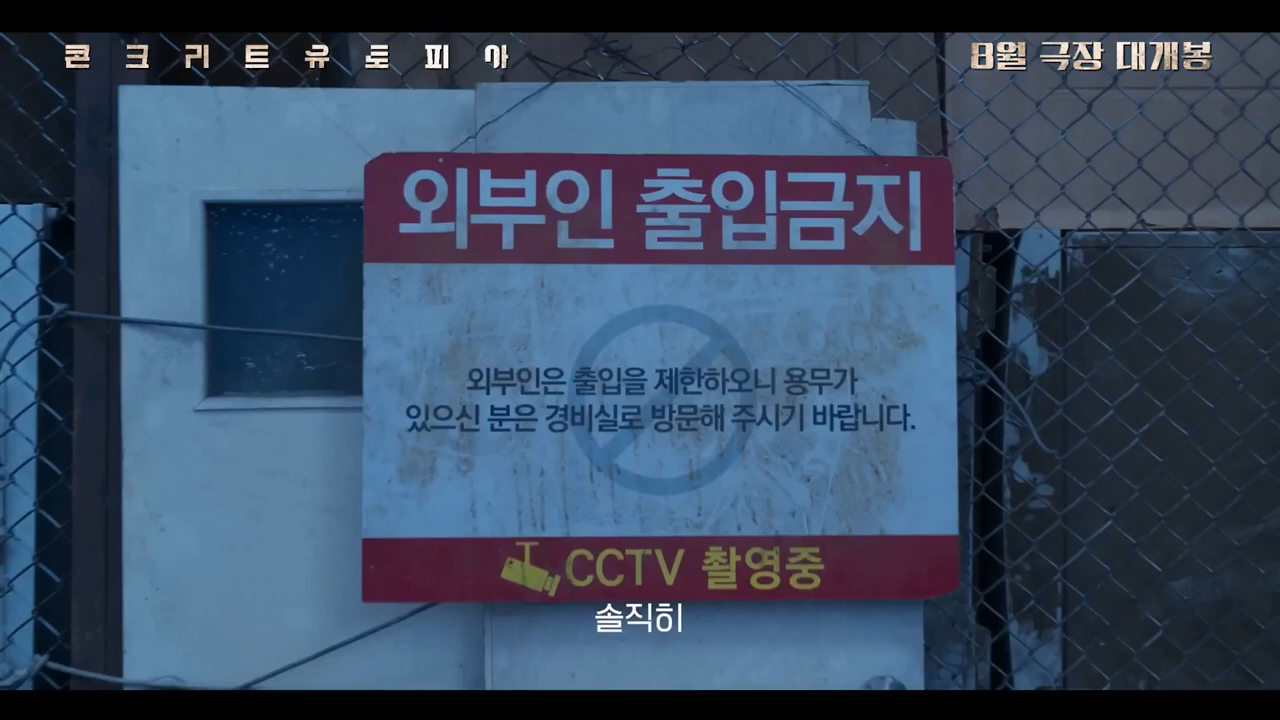 콘크리트유토피아
8월 극장 대개봉
외부인 출입금지
외부인은 출입을 제한하오니 용무가
있으신 분은 경비실로 방문해 주시기 바랍니다.
CCTV 촬영중
솔직히